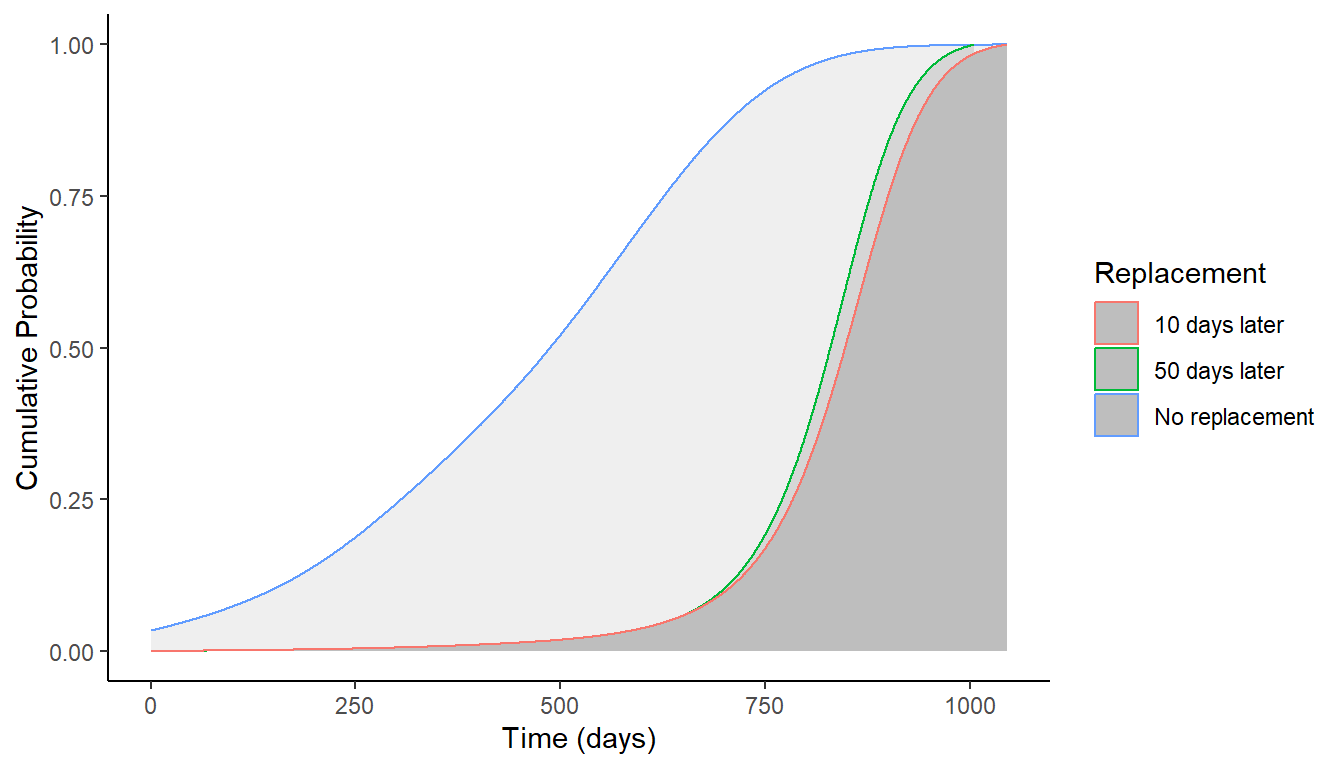 1.00
0.75
0.50
0.25
0.00
Cumulative Probability
0
250
500
750
1000
Time (days)
Replacement
10 days later
50 days later
No replacement